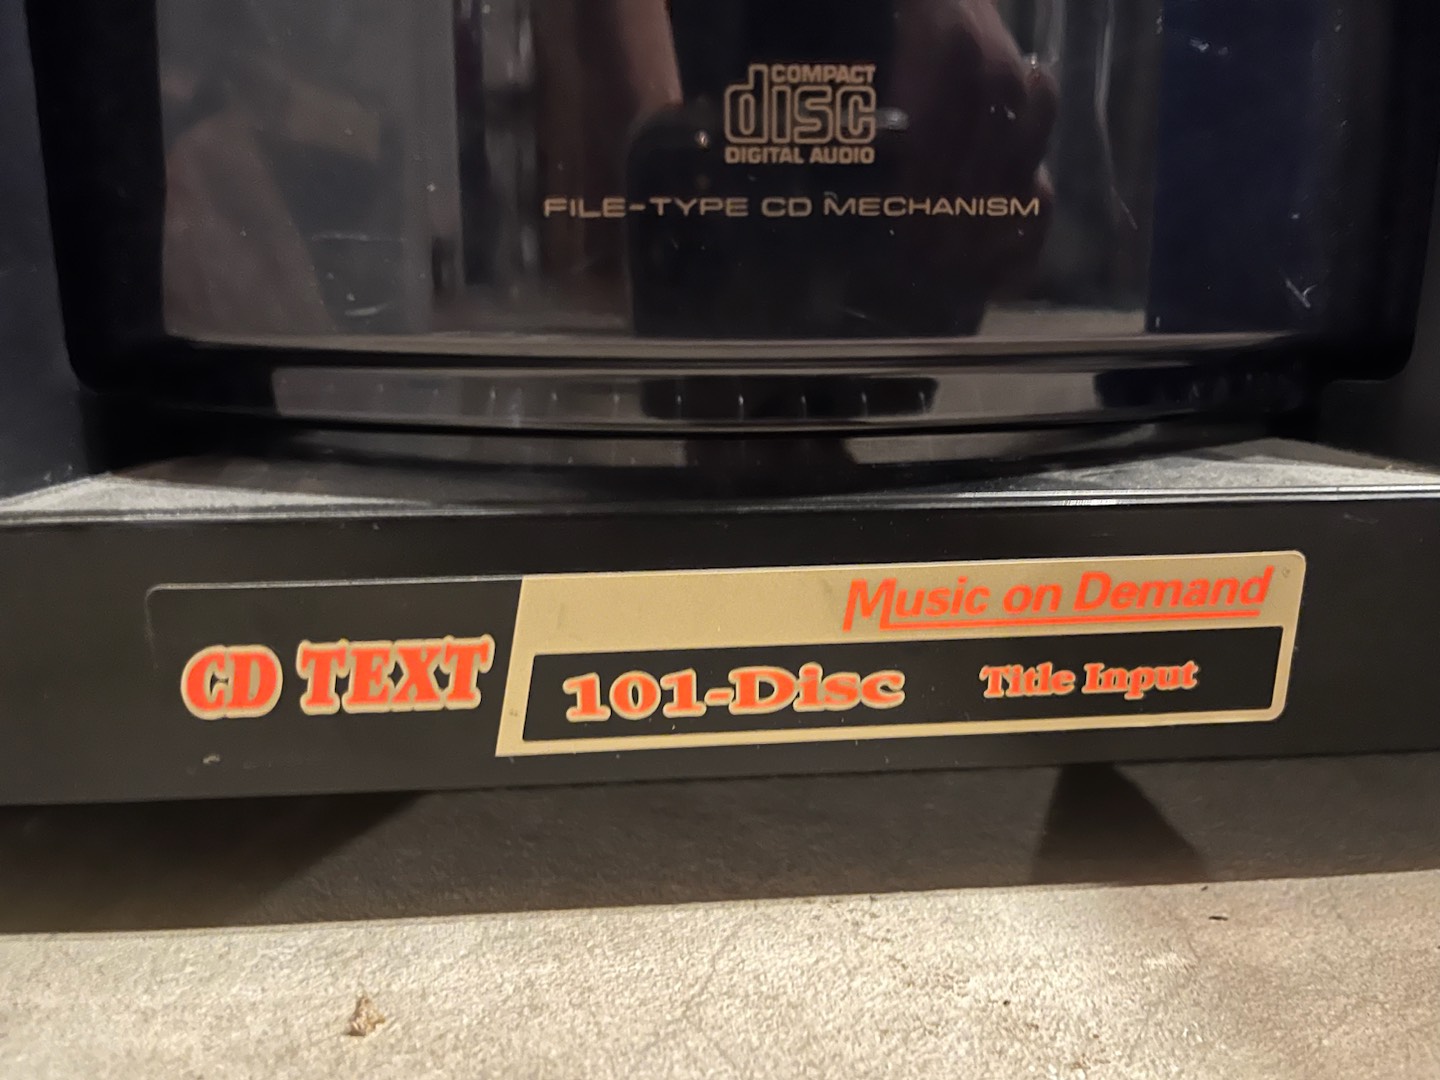 COMPACT
disc
DIGITAL AUDIO
FILE-TYPE CD MECHANISM
Music on Demand
CD TEXT
101-Disc
Title Input